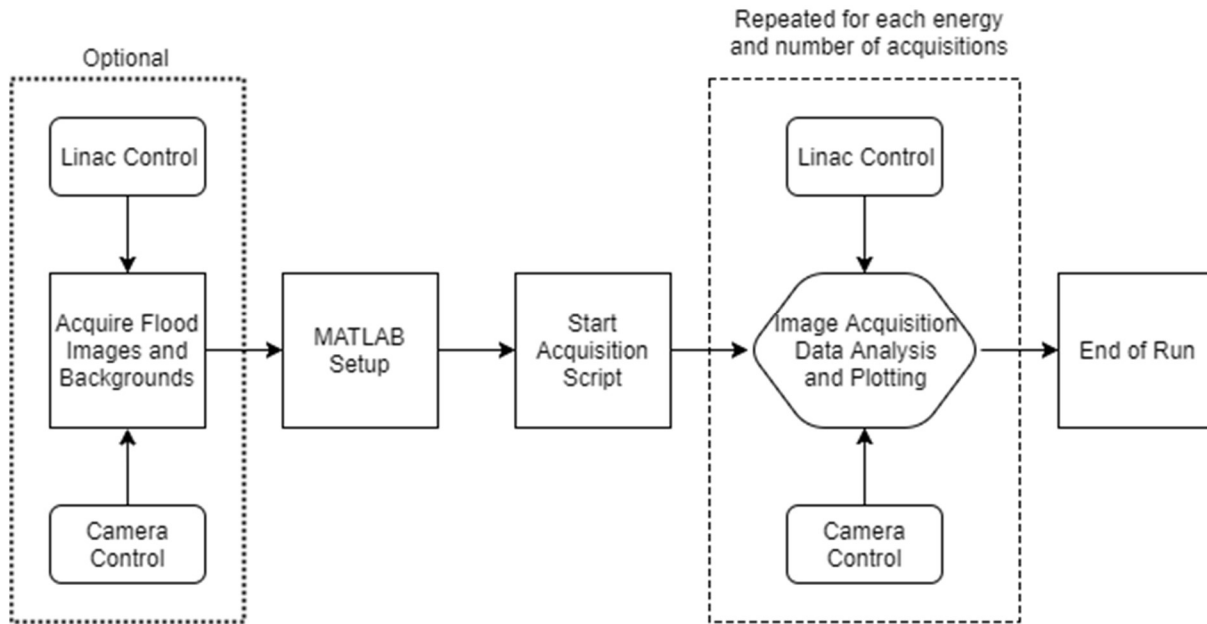 Optional
Linac Control
Acquire Flood
Images and
Backgrounds
Camera
Control
MATLAB
Setup
Start
Acquisition
Script
Repeated for each energy
and number of acquisitions
Linac Control
Image Acquisition
Data Analysis
and Plotting
Camera
Control
End of Run